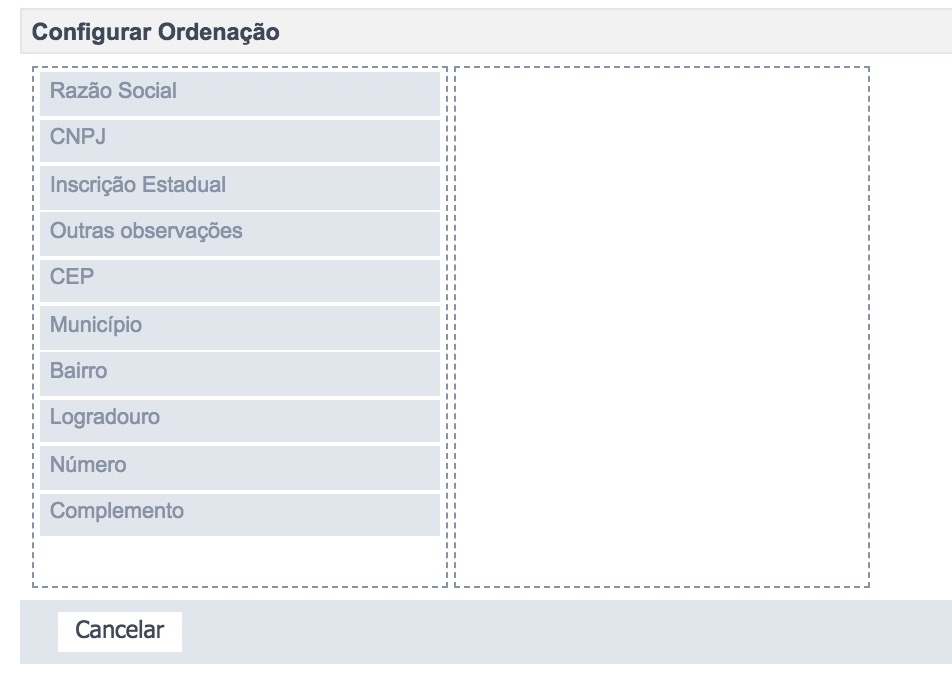 Configurar Ordenação
Razão Social
CNPJ
Inscrição Estadual
Outras observações
CEP
Município
Bairro
Logradouro
Número
Complemento
Cancelar